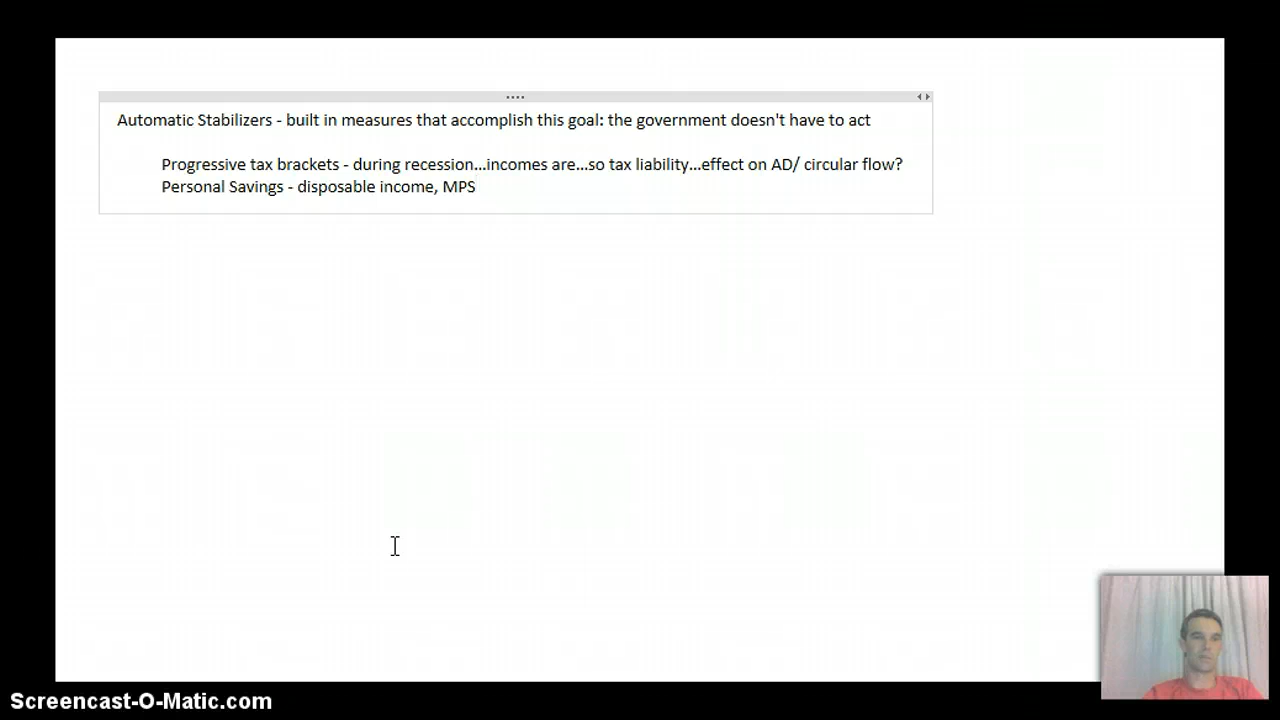 Automatic Stabilizers - built in measures that accomplish this goal: the government doesn't have to act
Progressive tax brackets - during recession...incomes are...so tax liability...effect on AD/ circular flow?
Personal Savings - disposable income, MPS
Screencast-O-Matic.com